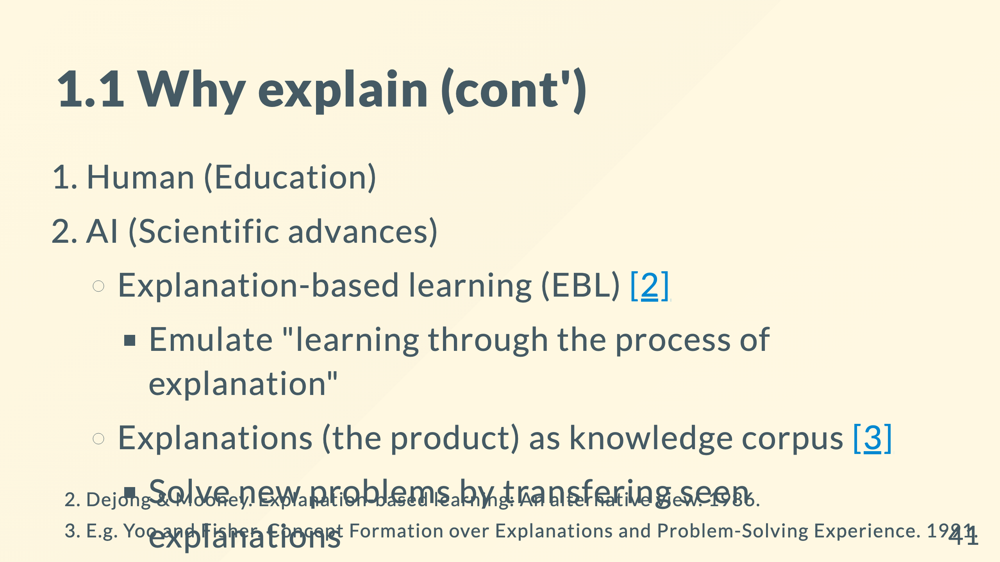 1.1 Why explain (cont')
1. Human (Education)
2. AI (Scientific advances)
Explanation-based learning (EBL) [2]
Emulate "learning through the process of
explanation"
Explanations (the product) as knowledge corpus [3]
Solve new problems by transfering seen
explanations
2. Dejong & Mooney. Explanation-based learning: An alternative view. 1986.
3. E.g. Yoo and Fisher. Concept Formation over Explanations and Problem-Solving Experience. 1991.
41